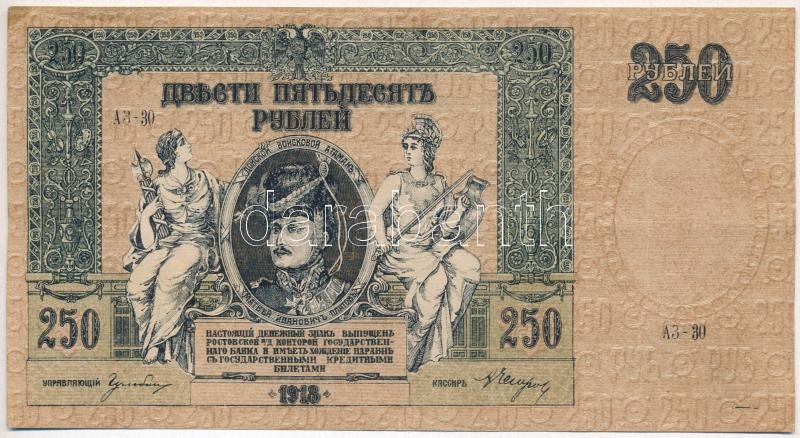 250
250
250
РУБЛЕЙ
ДВѢСТИ ПЯТЬДЕСЯТЪ
РУБЛЕЙ
АЗ-30
ДОНСКОЙ ВОЙСКОВОЙ АТАМАНЪ
МАТВѢЙ ИВАНОВИЧЪ
darabanth
250
250
НАСТОЯЩІЙ ДЕНЕЖНЫЙ ЗНАКЪ ВЫПУЩЕНЪ
РОСТОВСКОЙ Н/Д КОНТОРОЙ ГОСУДАРСТВЕН-
НАГО БАНКА И ИМѢЕТЪ ХОЖДЕНІЕ НАРАВНѢ
СЪ ГОСУДАРСТВЕННЫМИ КРЕДИТНЫМИ
БИЛЕТАМИ
АЗ-30
УПРАВЛЯЮЩІЙ
КАССИРЪ
1918